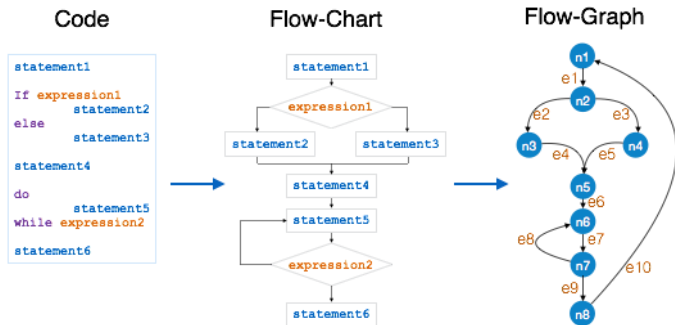 Code
statement1
If expression1
statement2
else
statement3
statement4
do
statement5
while expression2
statement6
Flow-Chart
statement1
expression1
statement2
statement3
statement4
statement5
expression2
statement6
Flow-Graph
n1
e1
n2
e2
e3
n3
e4
e5
n4
n5
e6
n6
e8
e7
n7
e10
e9
n8